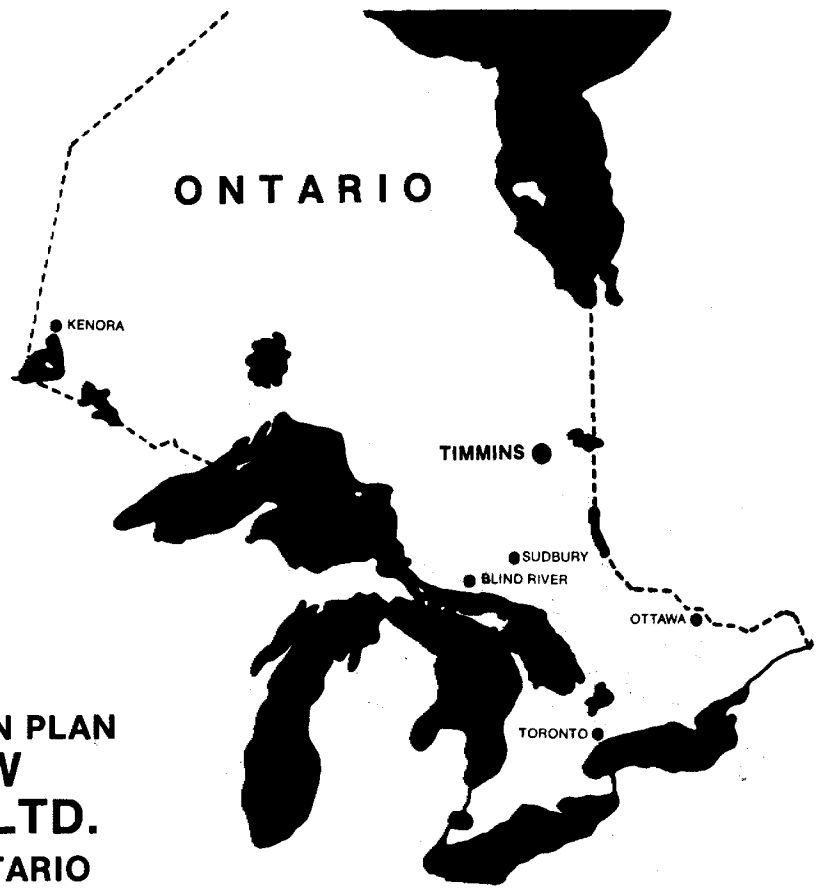 ONTARIO
KENORA
TIMMINS
SUDBURY
BLIND RIVER
OTTAWA
TORONTO
N PLAN
W
LTD.
TARIO